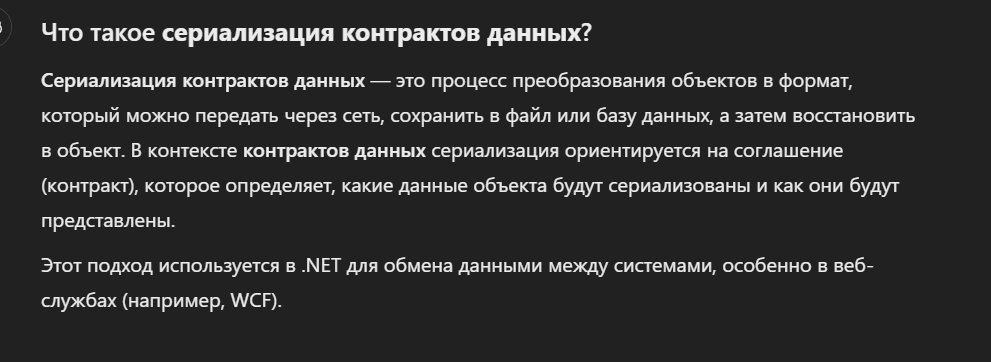 Что такое сериализация контрактов данных?
Сериализация контрактов данных — это процесс преобразования объектов в формат,
который можно передать через сеть, сохранить в файл или базу данных, а затем восстановить
в объект. В контексте контрактов данных сериализация ориентируется на соглашение
(контракт), которое определяет, какие данные объекта будут сериализованы и как они будут
представлены.
Этот подход используется в .NET для обмена данными между системами, особенно в веб-
службах (например, WCF).